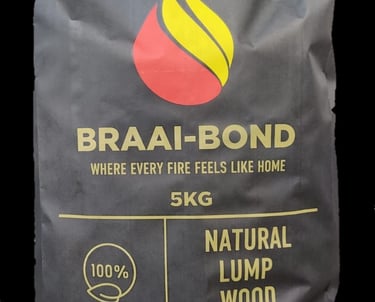 BRAAI-BOND
WHERE EVERY FIRE FEELS LIKE HOME
5KG
100%
NATURAL
LUMP
WOOD